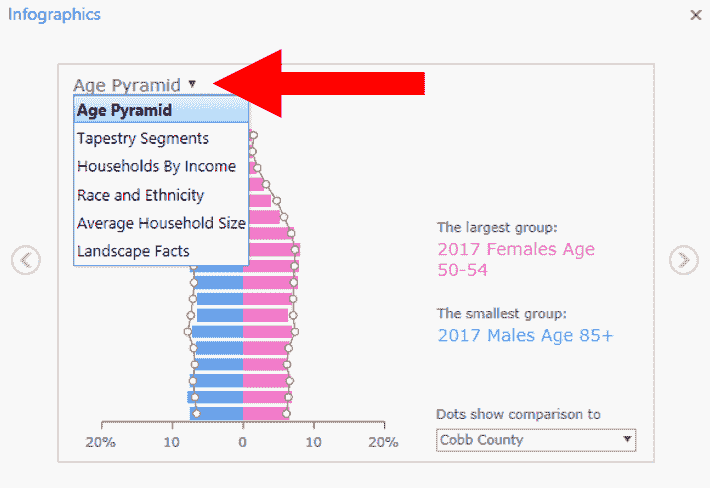 Infographics
Age Pyramid
Age Pyramid
Tapestry Segments
Households By Income
Race and Ethnicity
Average Household Size
Landscape Facts
The largest group:
2017 Females Age
50-54
The smallest group:
2017 Males Age 85+
Dots show comparison to
Cobb County
20% 10 0 10 20%